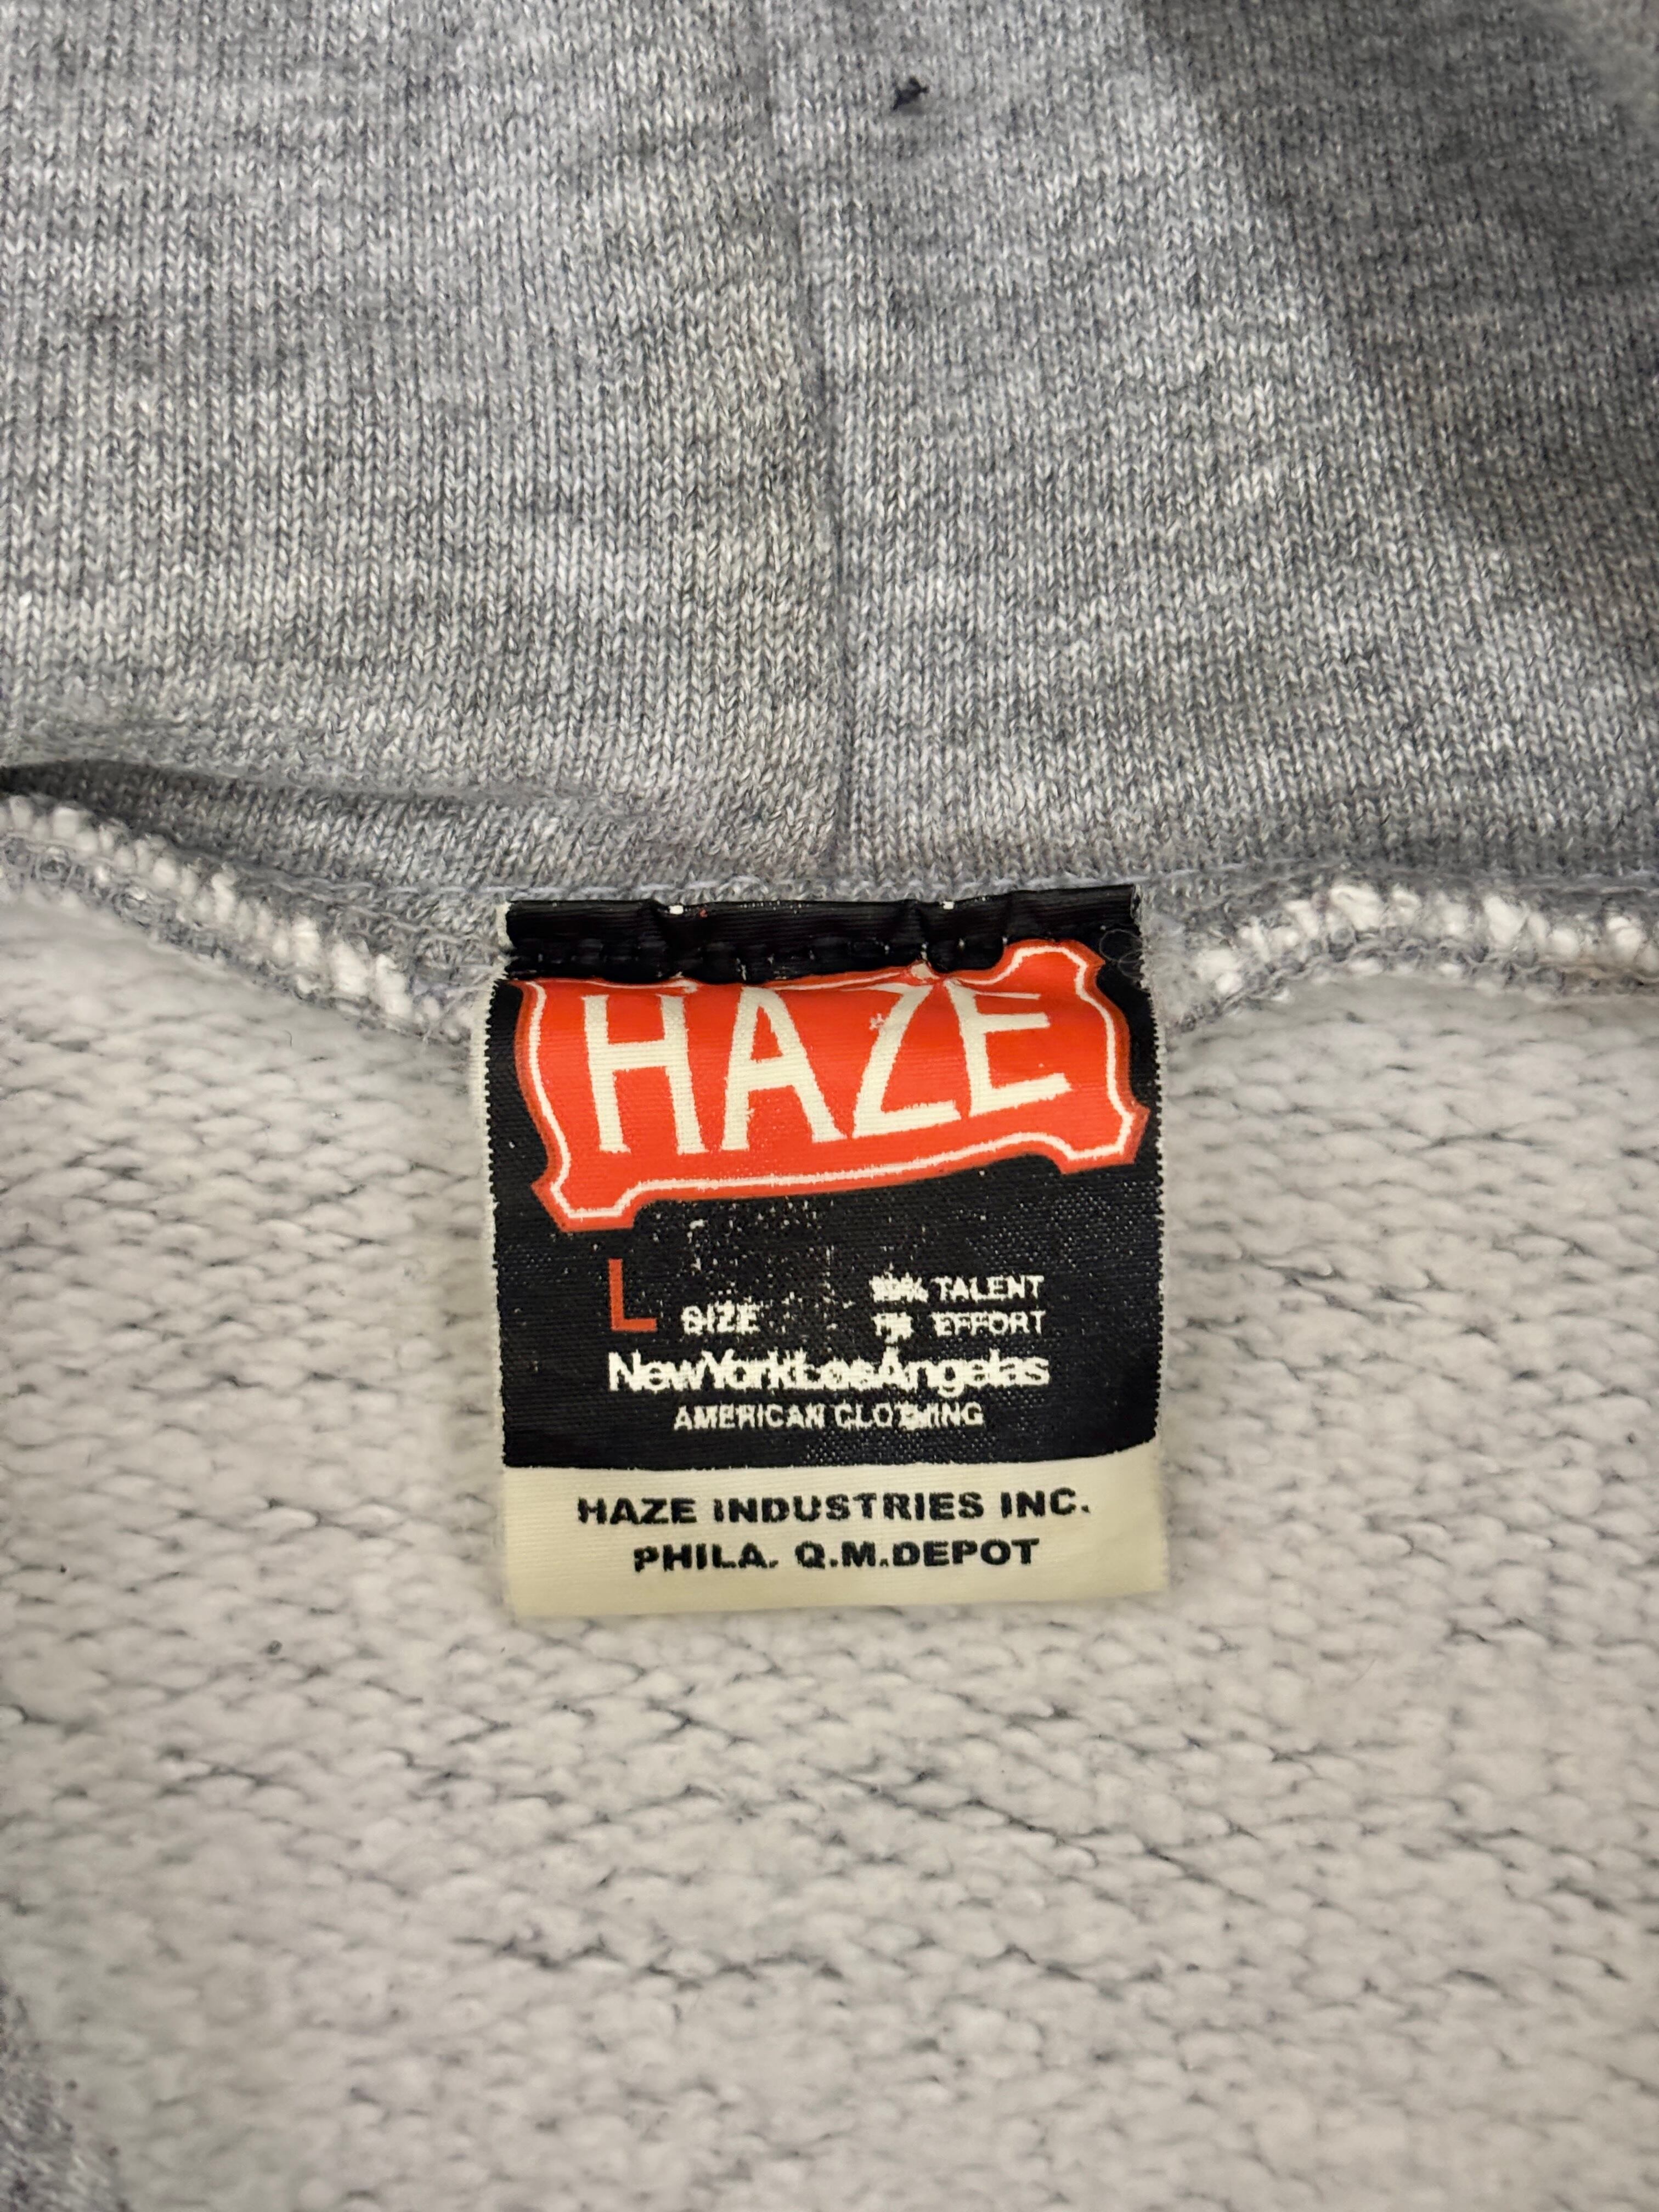 HAZE
L SIZE
TALENT
EFFORT
NewYorkLosAngelas
AMERICAN CLOTHING
HAZE INDUSTRIES INC.
PHILA. Q.M.DEPOT